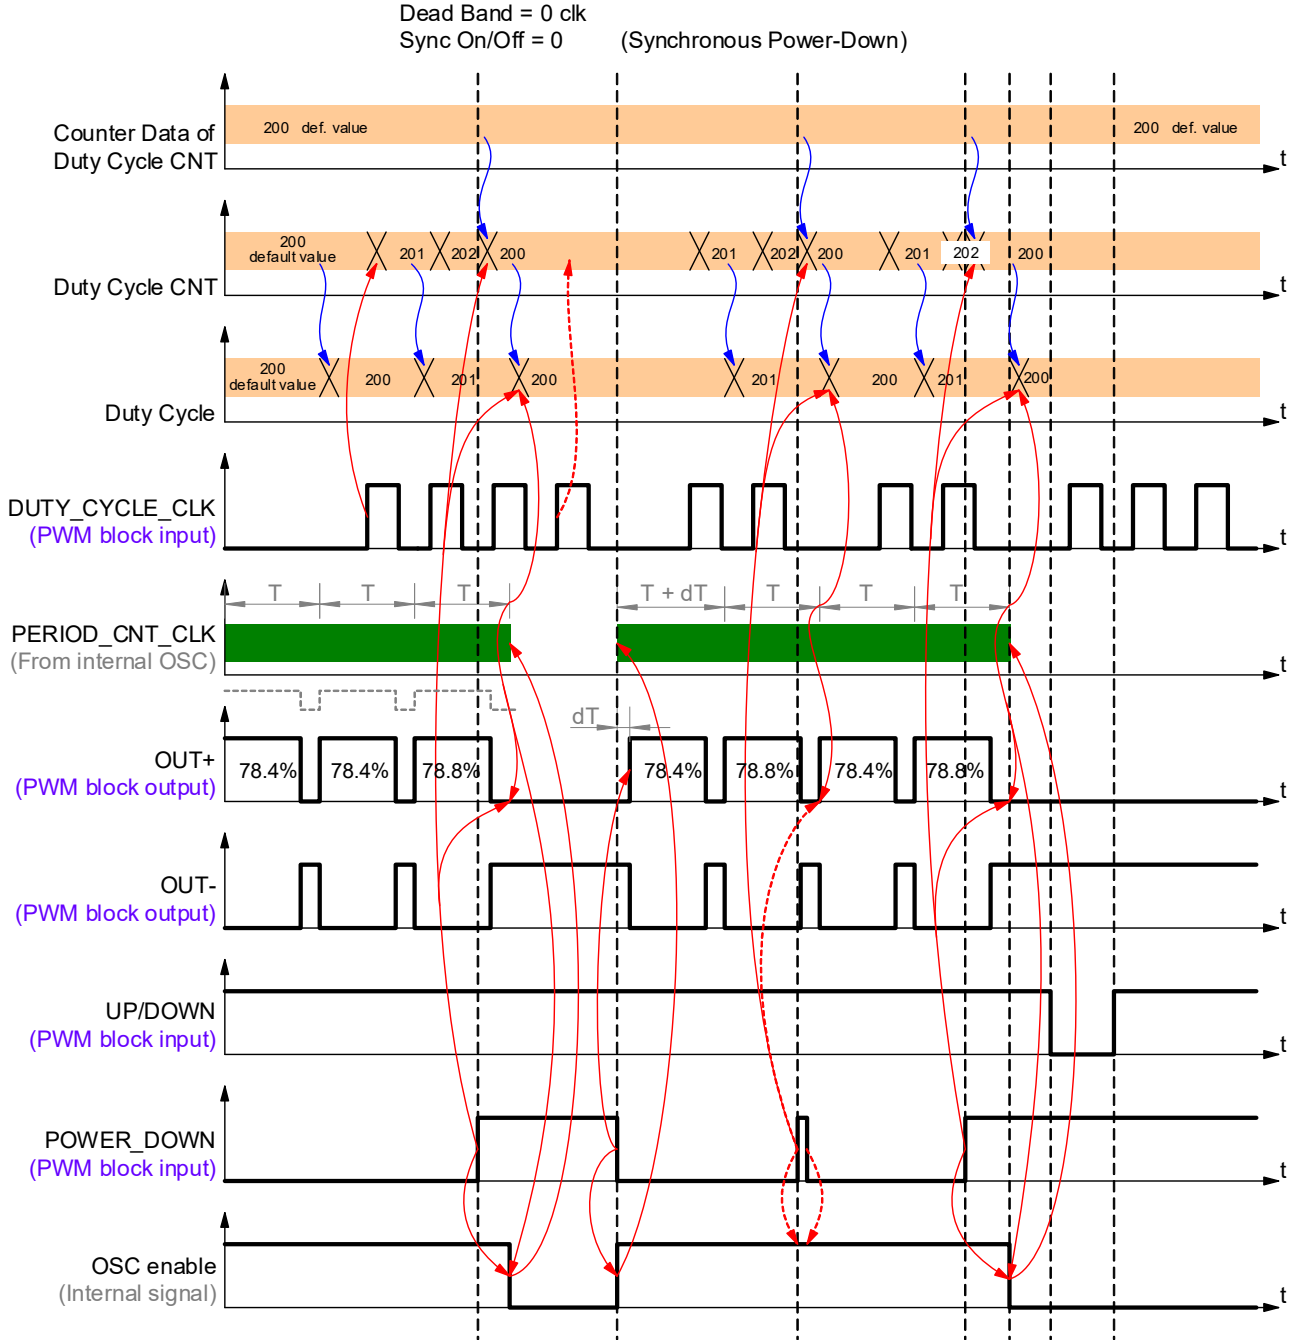 Dead Band = 0 clk
Sync On/Off = 0 (Synchronous Power-Down)
Counter Data of
Duty Cycle CNT
200 def. value
200 def. value
t
Duty Cycle CNT
200
default value
201
202
200
201
202
200
201
202
200
t
Duty Cycle
200
default value
200
201
200
201
200
201
200
t
DUTY_CYCLE_CLK
(PWM block input)
t
PERIOD_CNT_CLK
(From internal OSC)
T
T
T
T + dT
T
T
T
t
OUT+
(PWM block output)
dT
78.4%
78.4%
78.8%
78.4%
78.8%
78.4%
78.8%
t
OUT-
(PWM block output)
t
UP/DOWN
(PWM block input)
t
POWER_DOWN
(PWM block input)
t
OSC enable
(Internal signal)
t